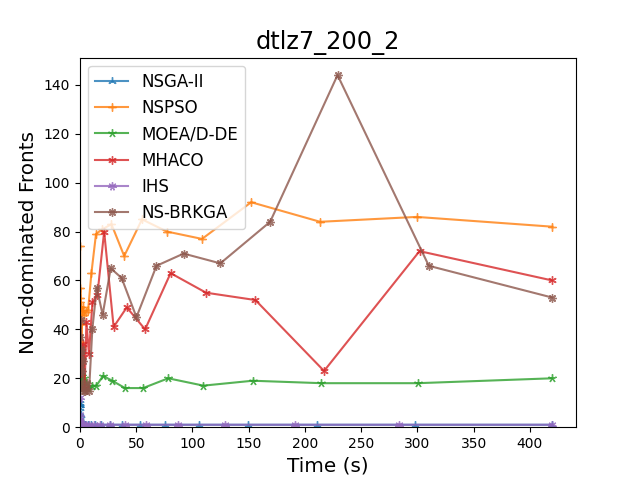 dtlz7_200_2
Non-dominated Fronts
140
120
100
80
60
40
20
0
NSGA-II
NSPSO
MOEA/D-DE
MHACO
IHS
NS-BRKGA
0 50 100 150 200 250 300 350 400
Time (s)